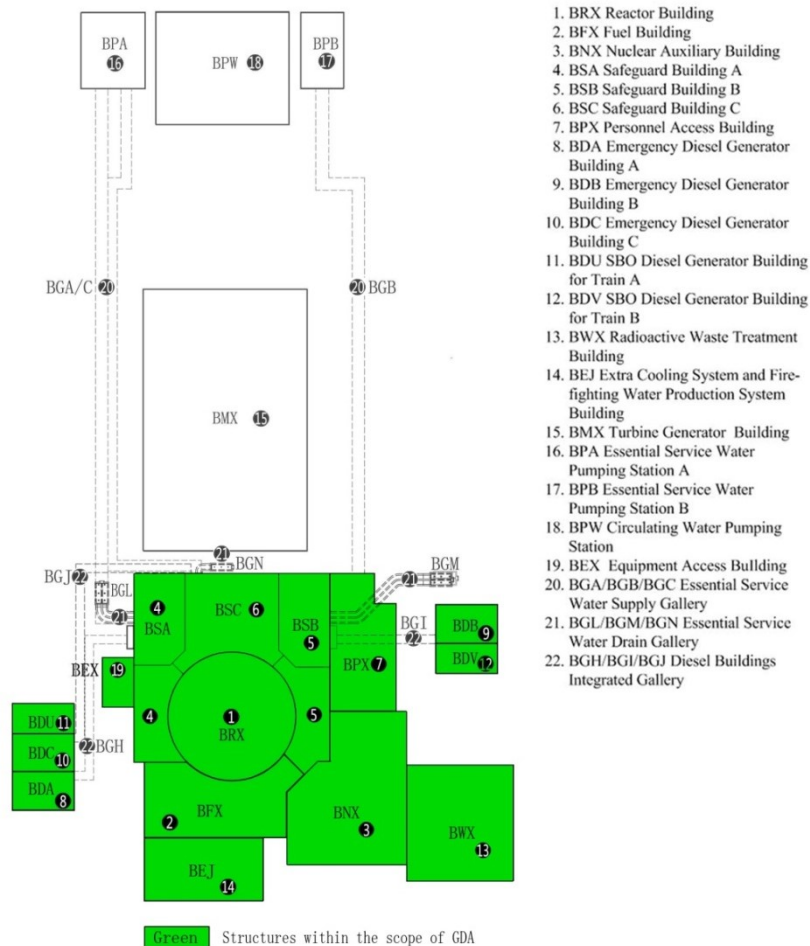 BPA
16
BPW
18
BPB
17
BGA/C
20
20
BGB
BMX
15
21
BGN
BGJ
22
BGL
21
BGM
21
4
BSA
BSC
6
BSB
5
BGI
22
BDB
9
BDV
12
BEX
19
BPX
7
4
1
BRX
5
BDU
11
BDC
10
BDA
8
22
BGH
BFX
2
BNX
3
BWX
13
BEJ
14
Green
Structures within the scope of GDA
1. BRX Reactor Building
2. BFX Fuel Building
3. BNX Nuclear Auxiliary Building
4. BSA Safeguard Building A
5. BSB Safeguard Building B
6. BSC Safeguard Building C
7. BPX Personnel Access Building
8. BDA Emergency Diesel Generator
Building A
9. BDB Emergency Diesel Generator
Building B
10. BDC Emergency Diesel Generator
Building C
11. BDU SBO Diesel Generator Building
for Train A
12. BDV SBO Diesel Generator Building
for Train B
13. BWX Radioactive Waste Treatment
Building
14. BEJ Extra Cooling System and Fire-
fighting Water Production System
Building
15. BMX Turbine Generator Building
16. BPA Essential Service Water
Pumping Station A
17. BPB Essential Service Water
Pumping Station B
18. BPW Circulating Water Pumping
Station
19. BEX Equipment Access Building
20. BGA/BGB/BGC Essential Service
Water Supply Gallery
21. BGL/BGM/BGN Essential Service
Water Drain Gallery
22. BGH/BGI/BGJ Diesel Buildings
Integrated Gallery